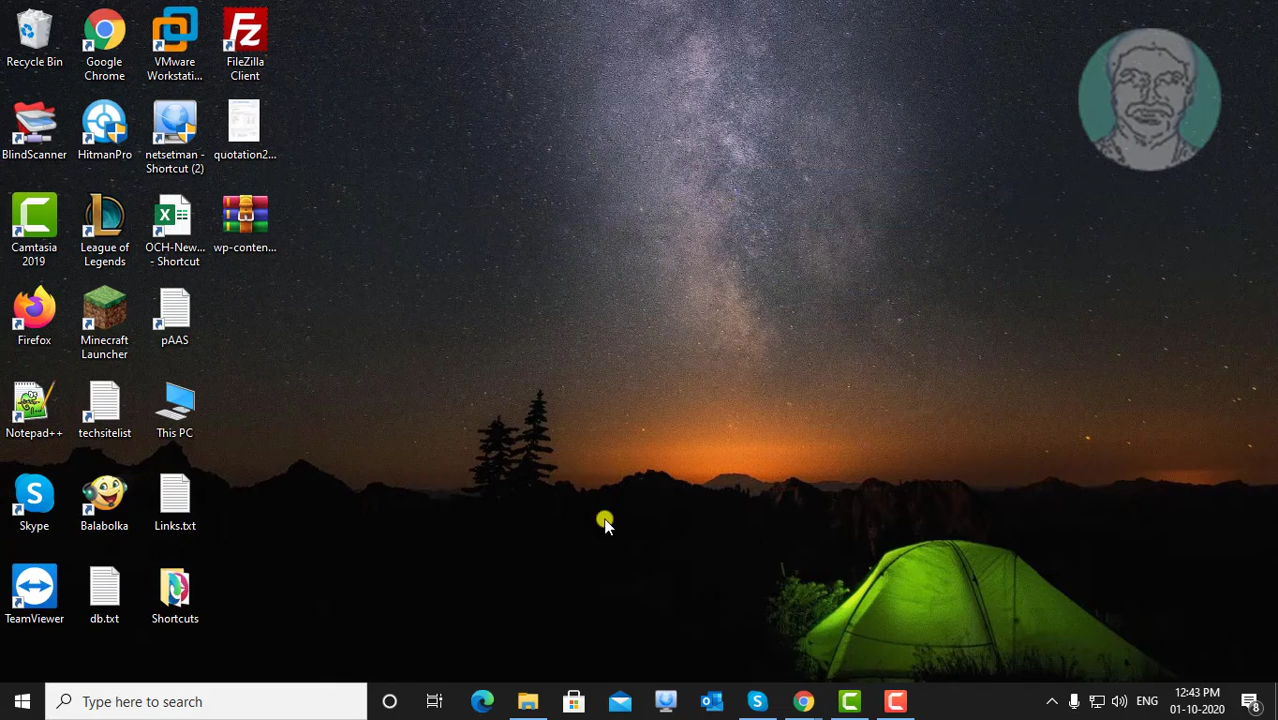 Recycle Bin
Google
Chrome
VMware
Workstati...
FileZilla
Client
BlindScanner
HitmanPro
netsetman -
Shortcut (2)
quotation2...
Camtasia
2019
League of
Legends
OCH-New...
- Shortcut
wp-conten...
Firefox
Minecraft
Launcher
pAAS
Notepad++
techsitelist
This PC
Skype
Balabolka
Links.txt
TeamViewer
db.txt
Shortcuts
Type here to search
ENG
12:43 PM
01-10-2020
8